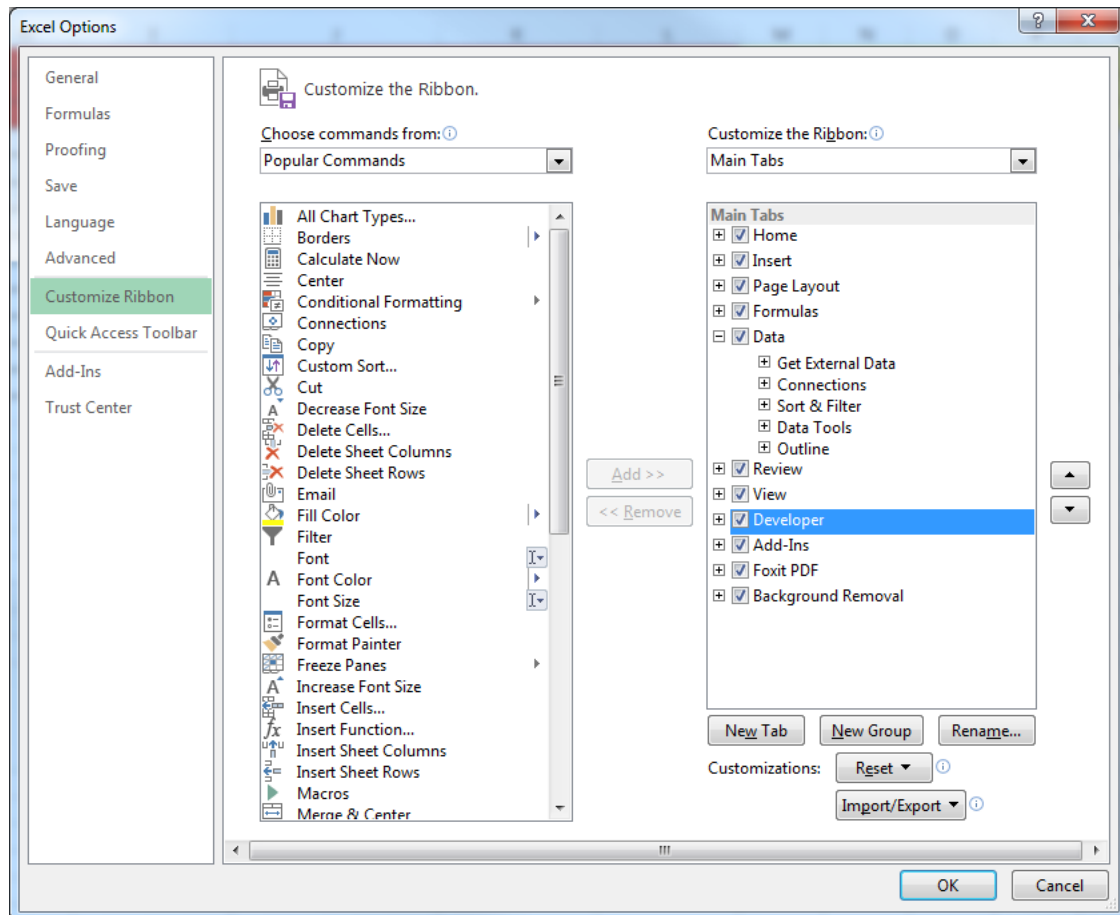 Excel Options
General
Formulas
Proofing
Save
Language
Advanced
Customize Ribbon
Quick Access Toolbar
Add-Ins
Trust Center
Customize the Ribbon.
Choose commands from:
Popular Commands
All Chart Types...
Borders
Calculate Now
Center
Conditional Formatting
Connections
Copy
Custom Sort...
Cut
Decrease Font Size
Delete Cells...
Delete Sheet Columns
Delete Sheet Rows
Email
Fill Color
Filter
Font
Font Color
Font Size
Format Cells...
Format Painter
Freeze Panes
Increase Font Size
Insert Cells...
Insert Function...
Insert Sheet Columns
Insert Sheet Rows
Macros
Merge & Center
Add >>
<< Remove
Customize the Ribbon:
Main Tabs
Main Tabs
Home
Insert
Page Layout
Formulas
Data
Get External Data
Connections
Sort & Filter
Data Tools
Outline
Review
View
Developer
Add-Ins
Foxit PDF
Background Removal
New Tab
New Group
Rename...
Customizations:
Reset
Import/Export
OK
Cancel